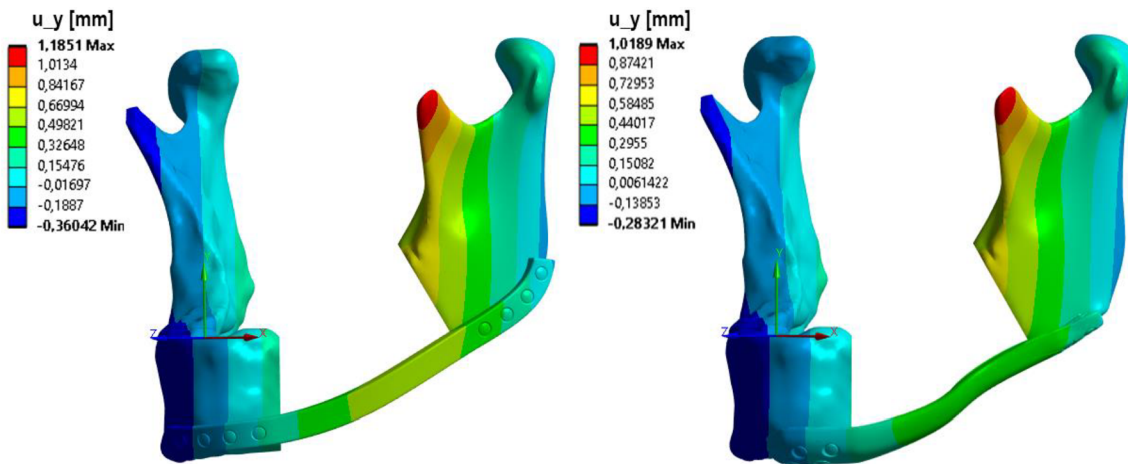 u_y [mm]
1,1851 Max
1,0134
0,84167
0,66994
0,49821
0,32648
0,15476
-0,01697
-0,1887
-0,36042 Min
Z
X
u_y [mm]
1,0189 Max
0,87421
0,72953
0,58485
0,44017
0,2955
0,15082
0,0061422
-0,13853
-0,28321 Min
Y
Z
X